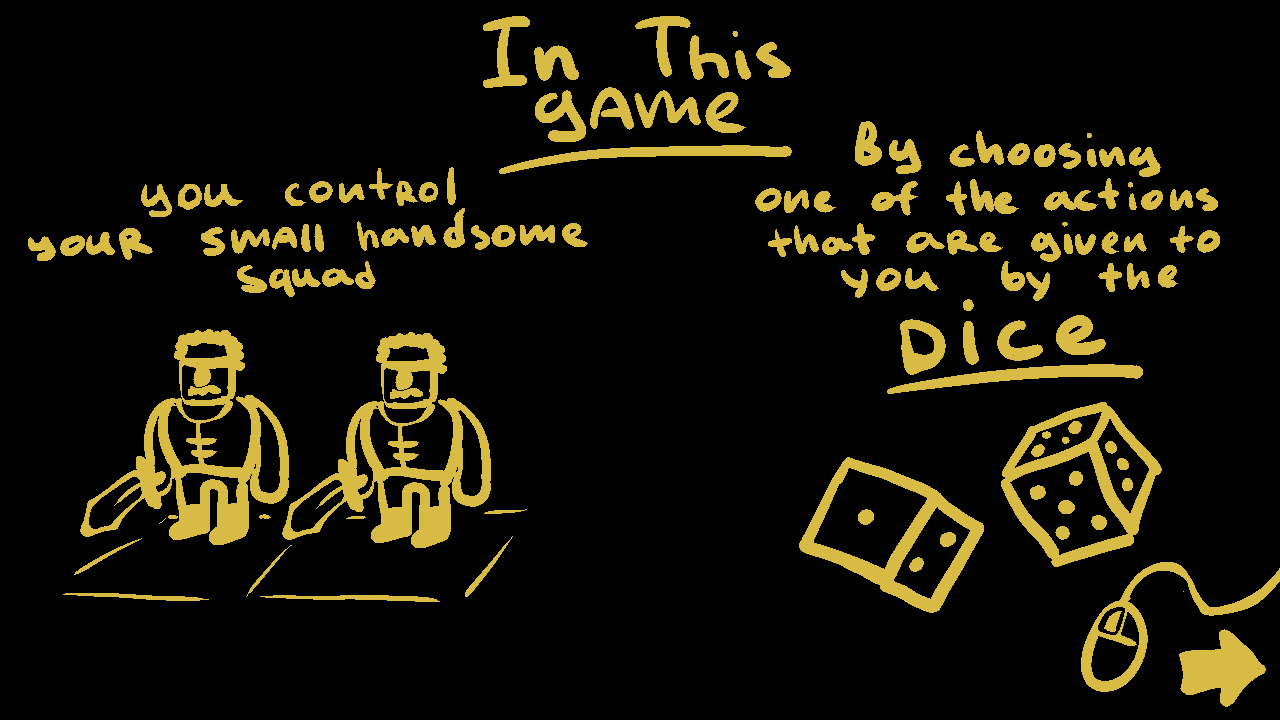 In This
game
you control
your small handsome
squad
By choosing
one of the actions
that are given to
you by the
Dice